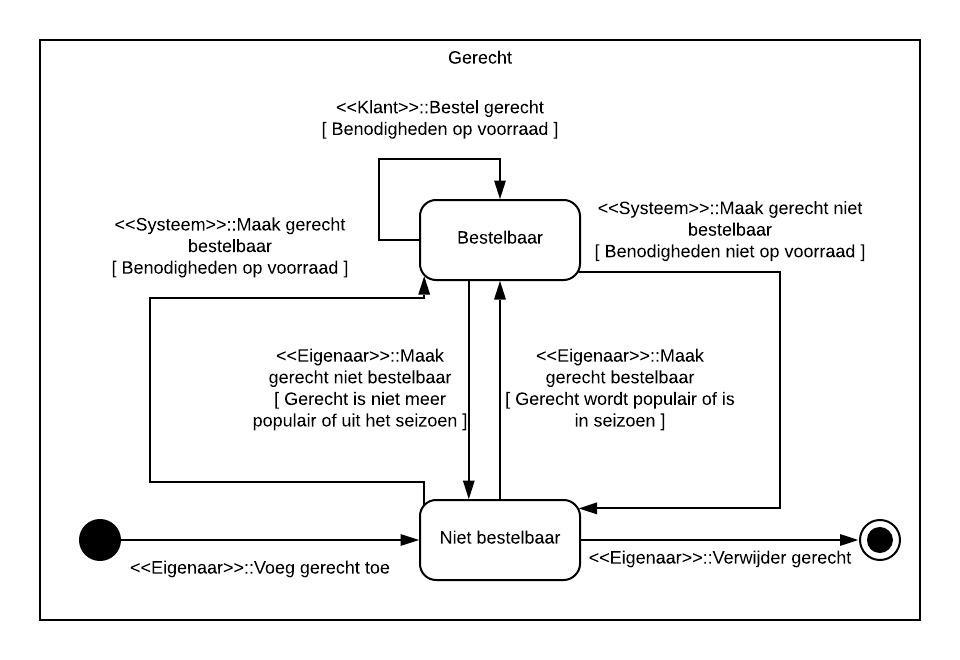 Gerecht
<<Klant>>::Bestel gerecht
[ Benodigheden op voorraad ]
<<Systeem>>::Maak gerecht
bestelbaar
[ Benodigheden op voorraad ]
Bestelbaar
<<Systeem>>::Maak gerecht niet
bestelbaar
[ Benodigheden niet op voorraad ]
<<Eigenaar>>::Maak
gerecht niet bestelbaar
[ Gerecht is niet meer
populair of uit het seizoen ]
<<Eigenaar>>::Maak
gerecht bestelbaar
[ Gerecht wordt populair of is
in seizoen ]
Niet bestelbaar
<<Eigenaar>>::Voeg gerecht toe
<<Eigenaar>>::Verwijder gerecht